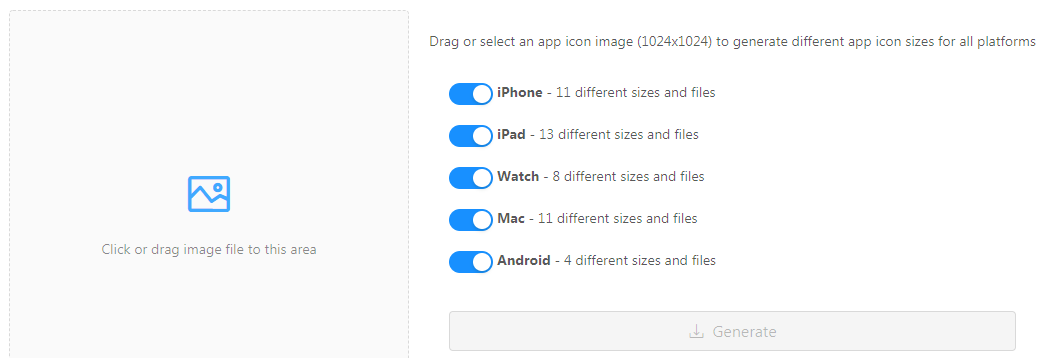 Drag or select an app icon image (1024x1024) to generate different app icon sizes for all platforms
iPhone - 11 different sizes and files
iPad - 13 different sizes and files
Watch - 8 different sizes and files
Mac - 11 different sizes and files
Android - 4 different sizes and files
Click or drag image file to this area
Generate